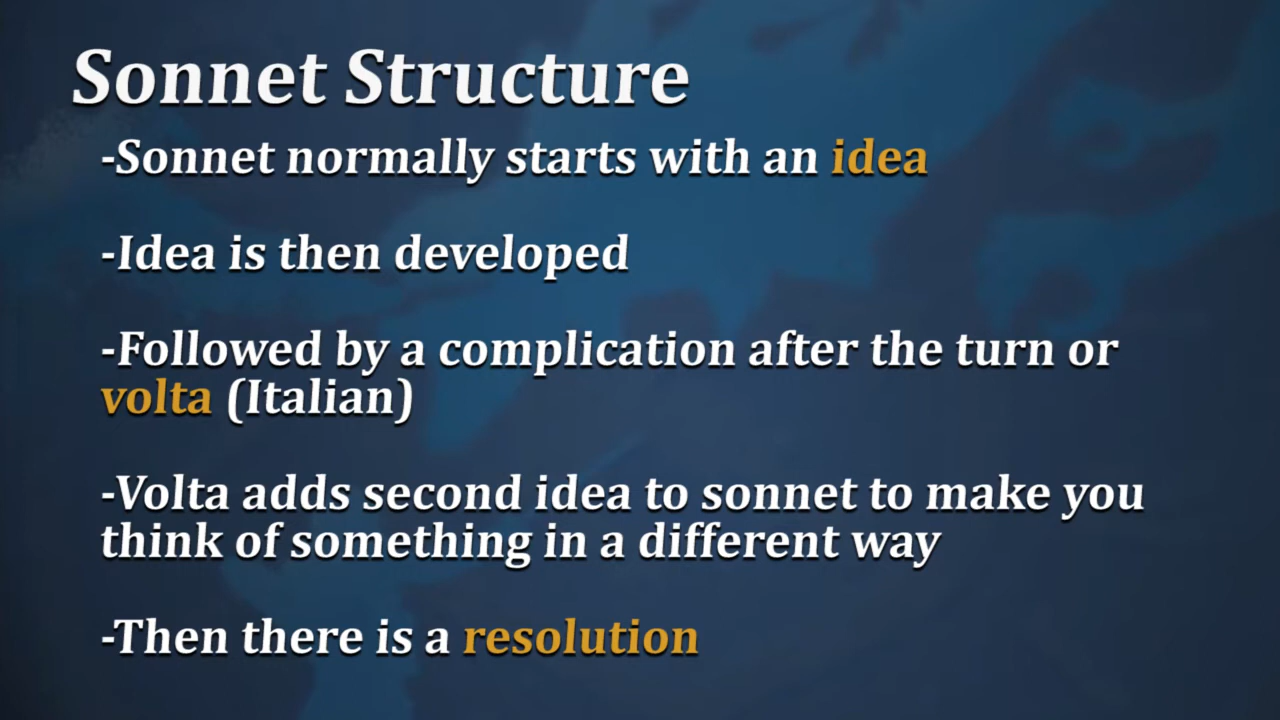 Sonnet Structure
-Sonnet normally starts with an idea
-Idea is then developed
-Followed by a complication after the turn or
volta (Italian)
-Volta adds second idea to sonnet to make you
think of something in a different way
-Then there is a resolution